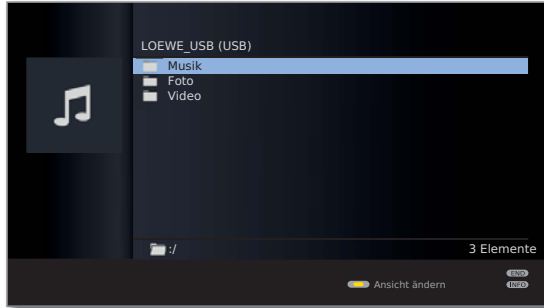 LOEWE_USB (USB)
Musik
Foto
Video
:/ 3 Elemente
END
Ansicht ändern INFO